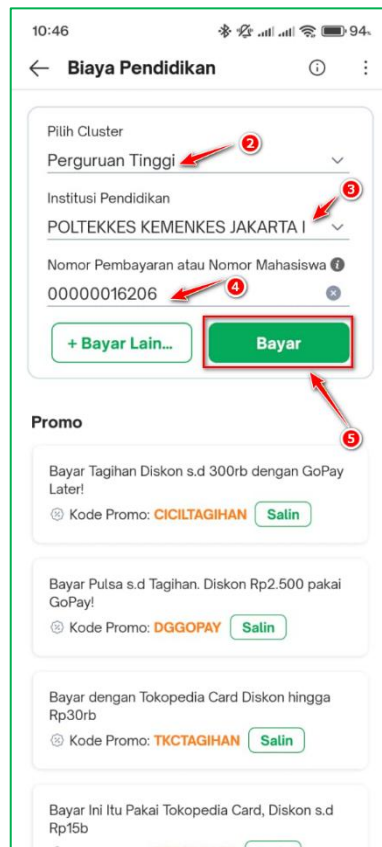 10:46
94
Biaya Pendidikan
Pilih Cluster
2
Perguruan Tinggi
Institusi Pendidikan
3
POLTEKKES KEMENKES JAKARTA I
Nomor Pembayaran atau Nomor Mahasiswa
00000016206
4
+ Bayar Lain...
Bayar
Promo
5
Bayar Tagihan Diskon s.d 300rb dengan GoPay
Later!
Kode Promo: CICILTAGIHAN Salin
Bayar Pulsa s.d Tagihan. Diskon Rp2.500 pakai
GoPay!
Kode Promo: DGGOPAY Salin
Bayar dengan Tokopedia Card Diskon hingga
Rp30rb
Kode Promo: TKCTAGIHAN Salin
Bayar Ini Itu Pakai Tokopedia Card, Diskon s.d
Rp15b